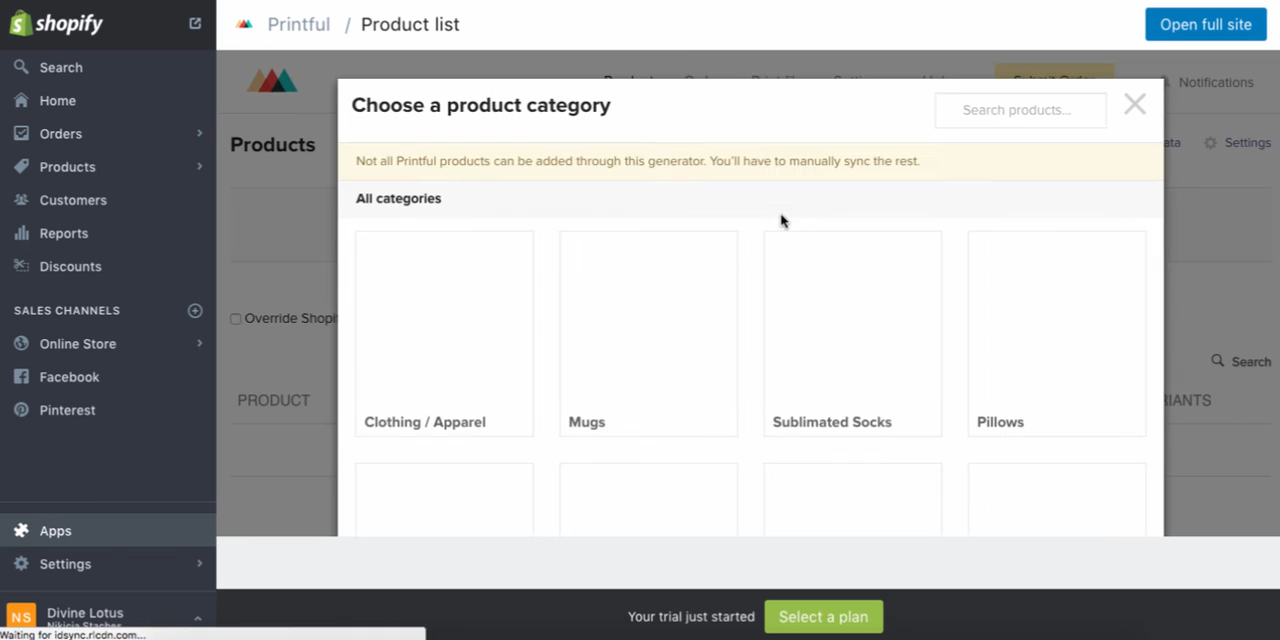 shopify
Printful / Product list
Open full site
Search
Home
Orders
Products
Customers
Reports
Discounts
SALES CHANNELS
Online Store
Facebook
Pinterest
Apps
Settings
Divine Lotus
NS
Waiting for idsync.rlcdn.com...
Notifications
Products
Settings
Override Shopi
Search
PRODUCT
Choose a product category
Search products...
Not all Printful products can be added through this generator. You'll have to manually sync the rest.
All categories
Clothing / Apparel
Mugs
Sublimated Socks
Pillows
Your trial just started
Select a plan